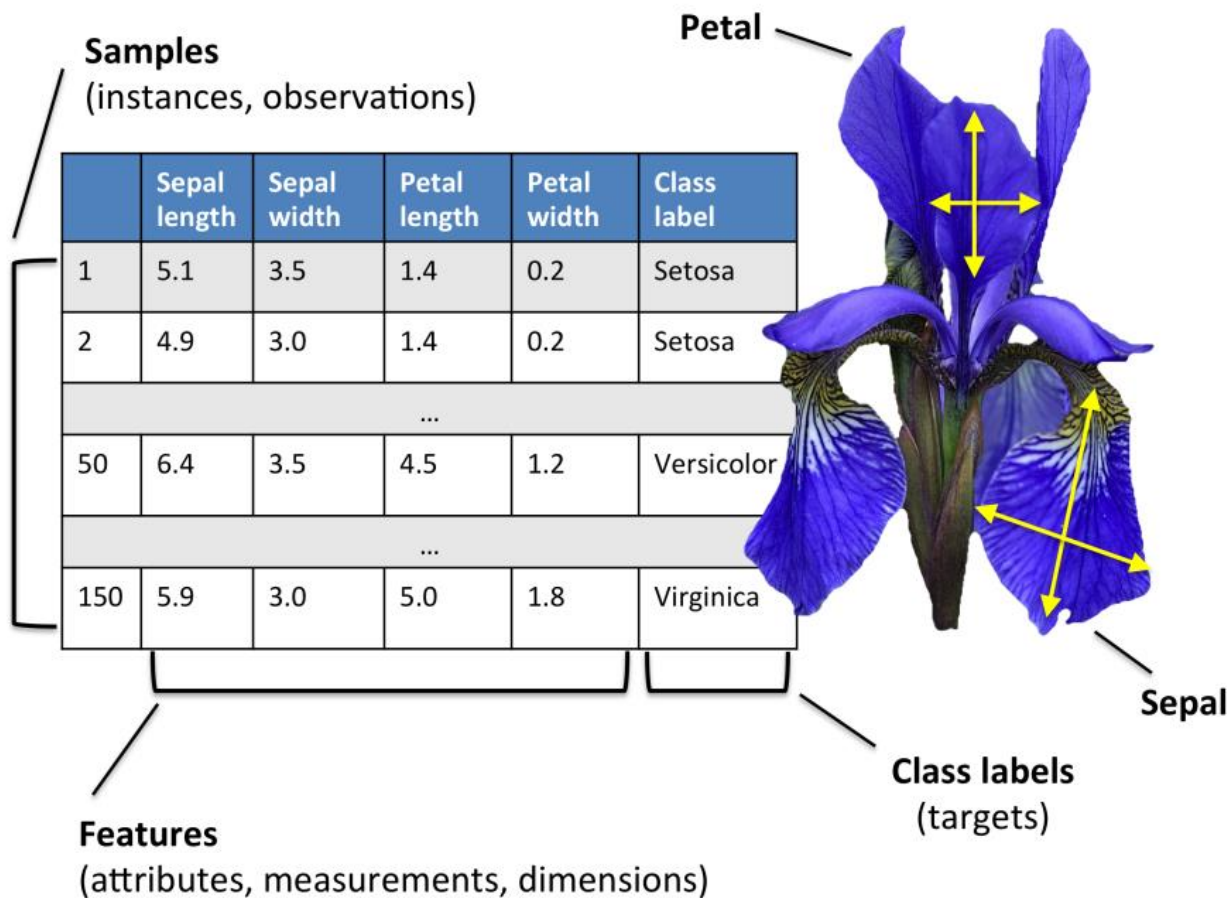 Petal
Samples
(instances, observations)
Sepal length Sepal width Petal length Petal width Class label
1 5.1 3.5 1.4 0.2 Setosa
2 4.9 3.0 1.4 0.2 Setosa
...
50 6.4 3.5 4.5 1.2 Versicolor
...
150 5.9 3.0 5.0 1.8 Virginica
Sepal
Class labels
(targets)
Features
(attributes, measurements, dimensions)